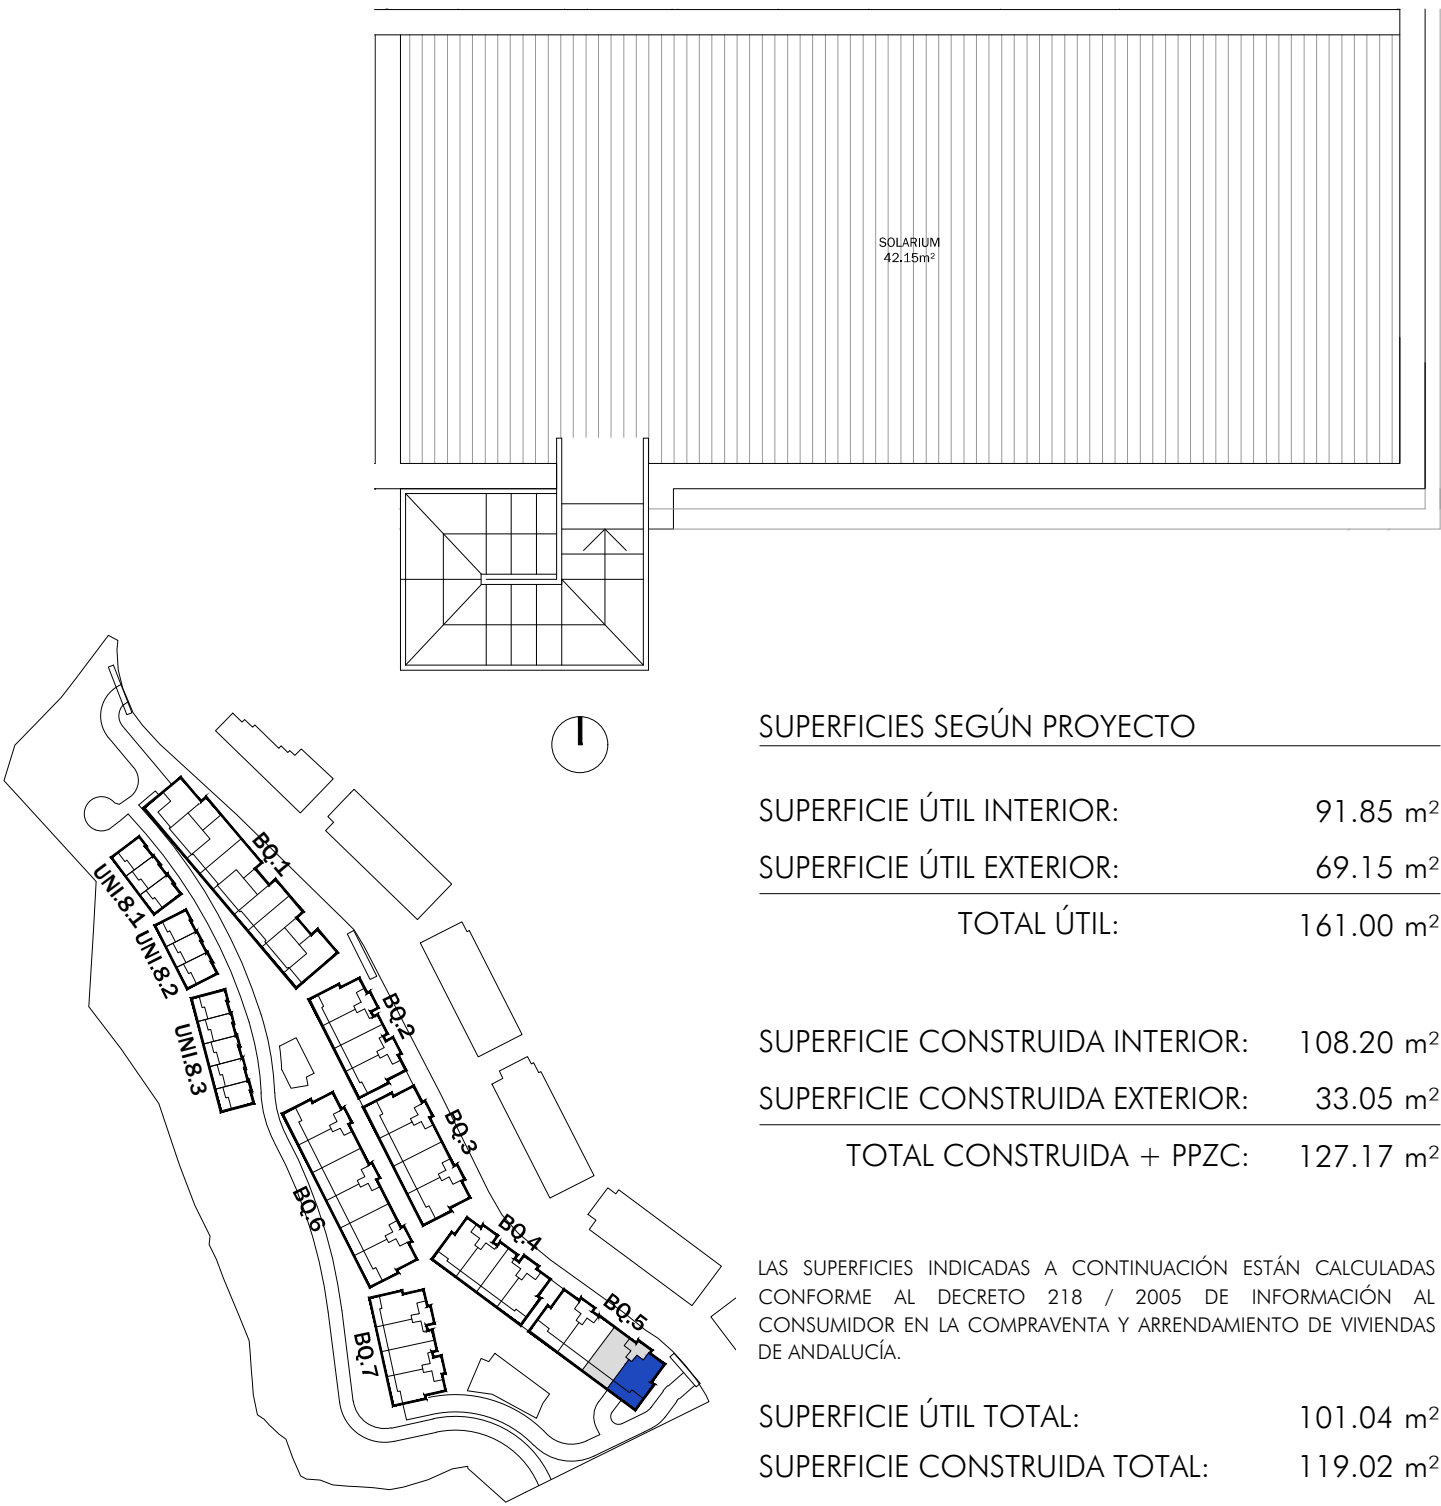 SOLARIUM
42.15m²
SUPERFICIES SEGÚN PROYECTO
SUPERFICIE ÚTIL INTERIOR: 91.85 m²
SUPERFICIE ÚTIL EXTERIOR: 69.15 m²
TOTAL ÚTIL: 161.00 m²
SUPERFICIE CONSTRUIDA INTERIOR: 108.20 m²
SUPERFICIE CONSTRUIDA EXTERIOR: 33.05 m²
TOTAL CONSTRUIDA + PPZC: 127.17 m²
LAS SUPERFICIES INDICADAS A CONTINUACIÓN ESTÁN CALCULADAS
CONFORME AL DECRETO 218 / 2005 DE INFORMACIÓN AL
CONSUMIDOR EN LA COMPRAVENTA Y ARRENDAMIENTO DE VIVIENDAS
DE ANDALUCÍA.
SUPERFICIE ÚTIL TOTAL: 101.04 m²
SUPERFICIE CONSTRUIDA TOTAL: 119.02 m²
BQ.1
UNI.8.1
UNI.8.2
BQ.2
UNI.8.3
BQ.3
BQ.6
BQ.4
BQ.5
BQ.7